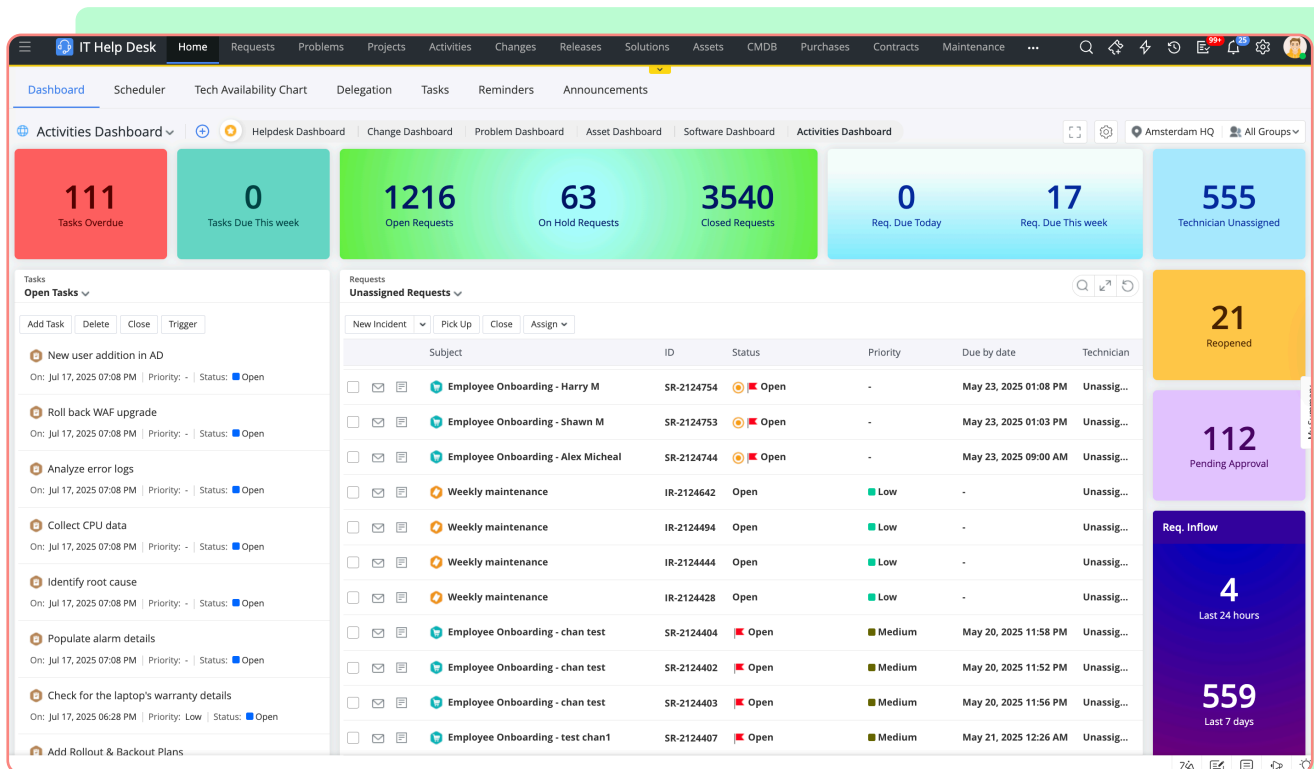 IT Help Desk Home Requests Problems Projects Activities Changes Releases Solutions Assets CMDB Purchases Contracts Maintenance ... 99+ 25
Dashboard Scheduler Tech Availability Chart Delegation Tasks Reminders Announcements
Activities Dashboard Helpdesk Dashboard Change Dashboard Problem Dashboard Asset Dashboard Software Dashboard Activities Dashboard Amsterdam HQ All Groups
111
Tasks Overdue
0
Tasks Due This week
1216
Open Requests
63
On Hold Requests
3540
Closed Requests
0
Req. Due Today
17
Req. Due This week
555
Technician Unassigned
Tasks
Open Tasks
Add Task Delete Close Trigger
New user addition in AD
On: Jul 17, 2025 07:08 PM | Priority: - | Status: Open
Roll back WAF upgrade
On: Jul 17, 2025 07:08 PM | Priority: - | Status: Open
Analyze error logs
On: Jul 17, 2025 07:08 PM | Priority: - | Status: Open
Collect CPU data
On: Jul 17, 2025 07:08 PM | Priority: - | Status: Open
Identify root cause
On: Jul 17, 2025 07:08 PM | Priority: - | Status: Open
Populate alarm details
On: Jul 17, 2025 07:08 PM | Priority: - | Status: Open
Check for the laptop's warranty details
On: Jul 17, 2025 06:28 PM | Priority: Low | Status: Open
Add Rollout & Backout Plans
Requests
Unassigned Requests
New Incident Pick Up Close Assign
Subject ID Status Priority Due by date Technician
Employee Onboarding - Harry M SR-2124754 Open - May 23, 2025 01:08 PM Unassig...
Employee Onboarding - Shawn M SR-2124753 Open - May 23, 2025 01:03 PM Unassig...
Employee Onboarding - Alex Micheal SR-2124744 Open - May 23, 2025 09:00 AM Unassig...
Weekly maintenance IR-2124642 Open Low - Unassig...
Weekly maintenance IR-2124494 Open Low - Unassig...
Weekly maintenance IR-2124444 Open Low - Unassig...
Weekly maintenance IR-2124428 Open Low - Unassig...
Employee Onboarding - chan test SR-2124404 Open Medium May 20, 2025 11:58 PM Unassig...
Employee Onboarding - chan test SR-2124402 Open Medium May 20, 2025 11:52 PM Unassig...
Employee Onboarding - chan test SR-2124403 Open Medium May 20, 2025 11:56 PM Unassig...
Employee Onboarding - test chan1 SR-2124407 Open Medium May 21, 2025 12:26 AM Unassig...
21
Reopened
112
Pending Approval
Req. Inflow
4
Last 24 hours
559
Last 7 days